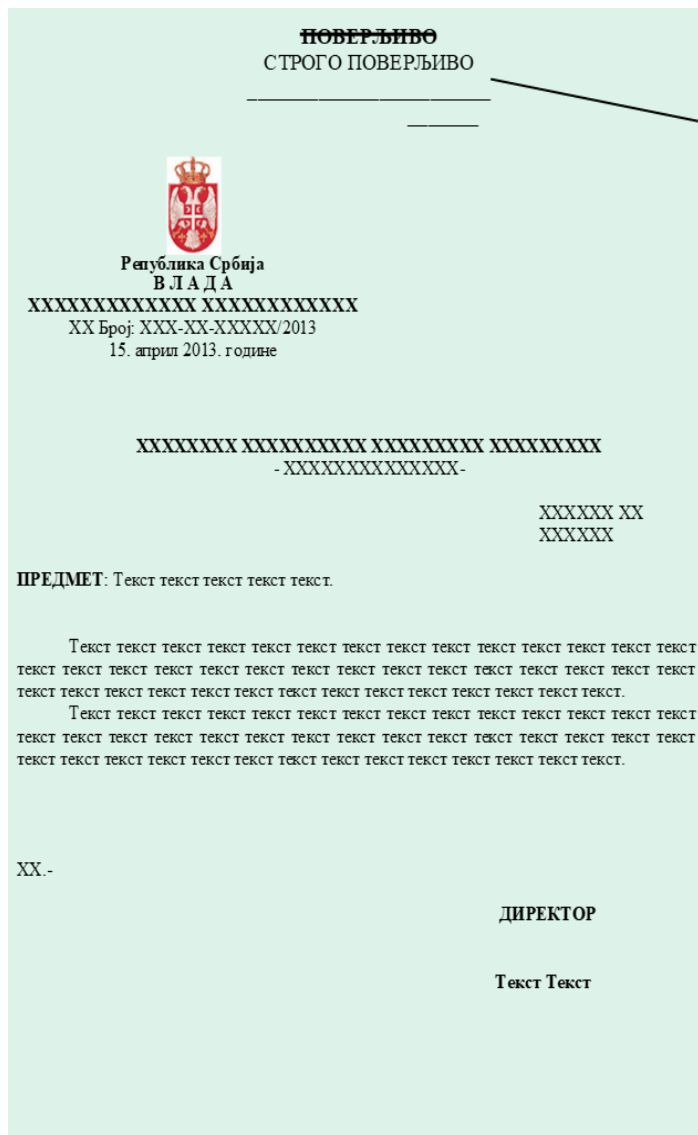 ПОВЕРЉИВО
СТРОГО ПОВЕРЉИВО
Република Србија
В Л А Д А
XXXXXXXXXXXXX XXXXXXXXXXXX
XX Број: XXX-XX-XXXXX/2013
15. април 2013. године
XXXXXXXX XXXXXXXXXX XXXXXXXXX XXXXXXXXX
- XXXXXXXXXXXXXX-
XXXXXX XX
XXXXXX
ПРЕДМЕТ: Текст текст текст текст текст.
Текст текст текст текст текст текст текст текст текст текст текст текст текст текст
текст текст текст текст текст текст текст текст текст текст текст текст текст текст текст
текст текст текст текст текст текст текст текст текст текст текст текст текст текст.
Текст текст текст текст текст текст текст текст текст текст текст текст текст текст
текст текст текст текст текст текст текст текст текст текст текст текст текст текст текст
текст текст текст текст текст текст текст текст текст текст текст текст текст текст.
XX.-
ДИРЕКТОР
Текст Текст